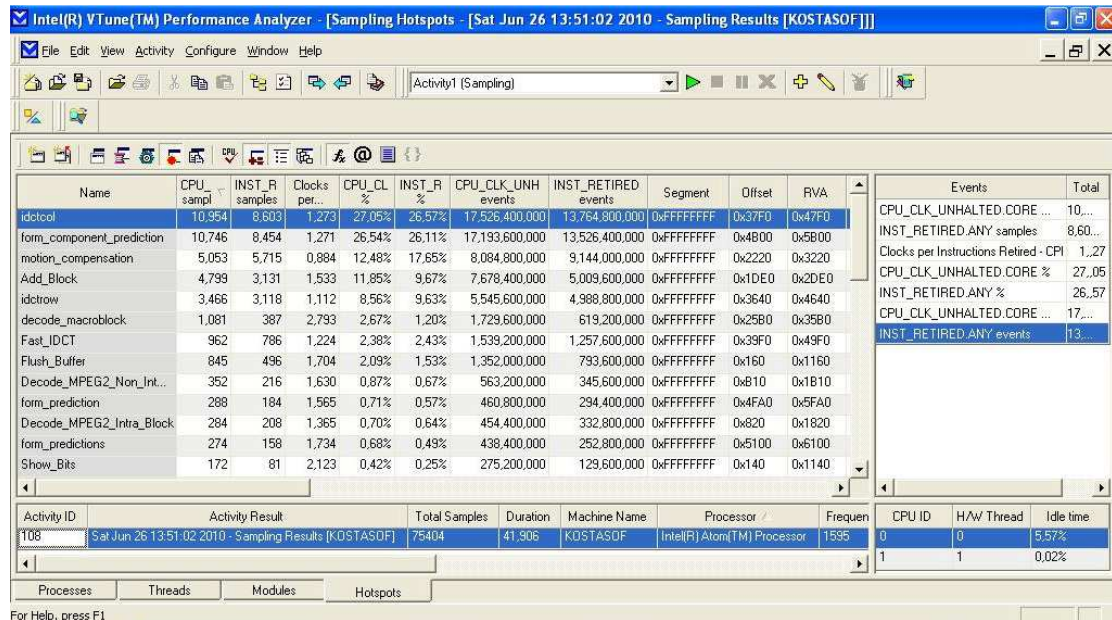 Intel(R) VTune(TM) Performance Analyzer - [Sampling Hotspots - [Sat Jun 26 13:51:02 2010 - Sampling Results [KOSTASOF]]]
File Edit View Activity Configure Window Help
Activity1 (Sampling)
Name CPU_ sampl INST_R samples Clocks per... CPU_CL % INST_R % CPU_CLK_UNH events INST_RETIRED events Segment Offset RVA
idctcol 10,954 8,603 1,273 27,05% 26,57% 17,526,400,000 13,764,800,000 0xFFFFFFFF 0x37F0 0x47F0
form_component_prediction 10,746 8,454 1,271 26,54% 26,11% 17,193,600,000 13,526,400,000 0xFFFFFFFF 0x4B00 0x5B00
motion_compensation 5,053 5,715 0,884 12,48% 17,65% 8,084,800,000 9,144,000,000 0xFFFFFFFF 0x2220 0x3220
Add_Block 4,799 3,131 1,533 11,85% 9,67% 7,678,400,000 5,009,600,000 0xFFFFFFFF 0x1DE0 0x2DE0
idctrow 3,466 3,118 1,112 8,56% 9,63% 5,545,600,000 4,988,800,000 0xFFFFFFFF 0x3640 0x4640
decode_macroblock 1,081 387 2,793 2,67% 1,20% 1,729,600,000 619,200,000 0xFFFFFFFF 0x25B0 0x35B0
Fast_IDCT 962 786 1,224 2,38% 2,43% 1,539,200,000 1,257,600,000 0xFFFFFFFF 0x39F0 0x49F0
Flush_Buffer 845 496 1,704 2,09% 1,53% 1,352,000,000 793,600,000 0xFFFFFFFF 0x160 0x1160
Decode_MPEG2_Non_Int... 352 216 1,630 0,87% 0,67% 563,200,000 345,600,000 0xFFFFFFFF 0xB10 0x1B10
form_prediction 288 184 1,565 0,71% 0,57% 460,800,000 294,400,000 0xFFFFFFFF 0x4FA0 0x5FA0
Decode_MPEG2_Intra_Block 284 208 1,365 0,70% 0,64% 454,400,000 332,800,000 0xFFFFFFFF 0x820 0x1820
form_predictions 274 158 1,734 0,68% 0,49% 438,400,000 252,800,000 0xFFFFFFFF 0x5100 0x6100
Show_Bits 172 81 2,123 0,42% 0,25% 275,200,000 129,600,000 0xFFFFFFFF 0x140 0x1140
Events Total
CPU_CLK_UNHALTED.CORE ... 10,...
INST_RETIRED.ANY samples 8,60...
Clocks per Instructions Retired - CPI 1,,27
CPU_CLK_UNHALTED.CORE % 27,,05
INST_RETIRED.ANY % 26,,57
CPU_CLK_UNHALTED.CORE ... 17,...
INST_RETIRED.ANY events 13,...
Activity ID Activity Result Total Samples Duration Machine Name Processor Frequen
108 Sat Jun 26 13:51:02 2010 - Sampling Results [KOSTASOF] 75404 41,906 KOSTASOF Intel(R) Atom(TM) Processor 1595
CPU ID H/W Thread Idle time
0 0 5,57%
1 1 0,02%
Processes Threads Modules Hotspots
For Help, press F1